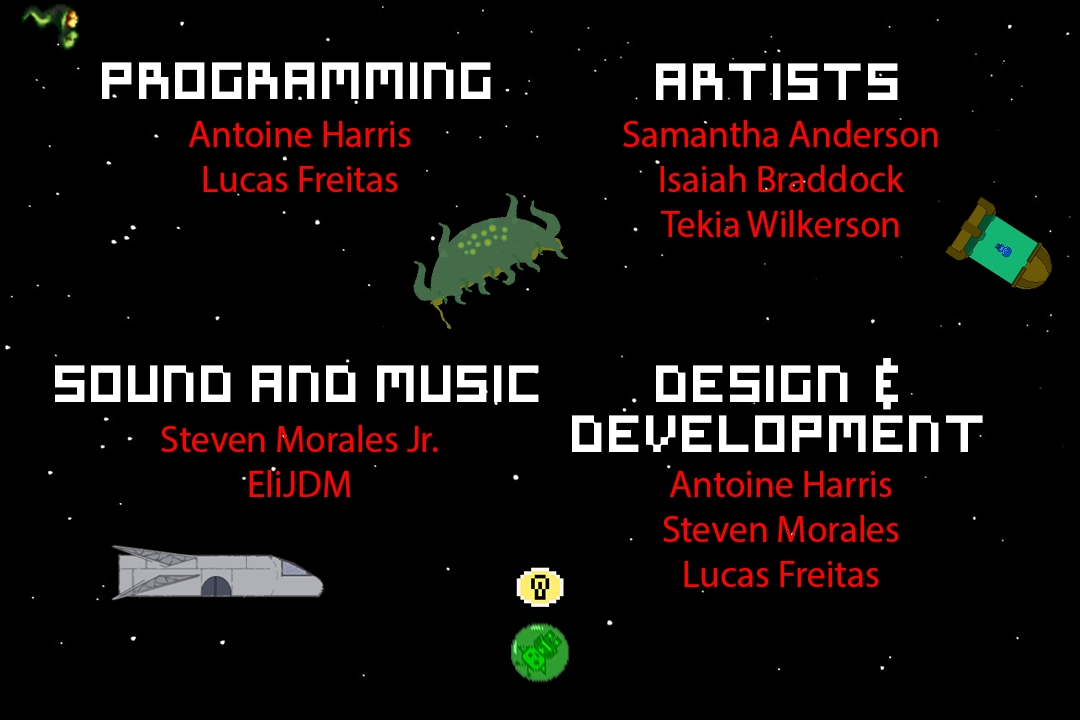 PROGRAMMING
Antoine Harris
Lucas Freitas
ARTISTS
Samantha Anderson
Isaiah Braddock
Tekia Wilkerson
SOUND AND MUSIC
Steven Morales Jr.
EliJDM
DESIGN &
DEVELOPMENT
Antoine Harris
Steven Morales
Lucas Freitas